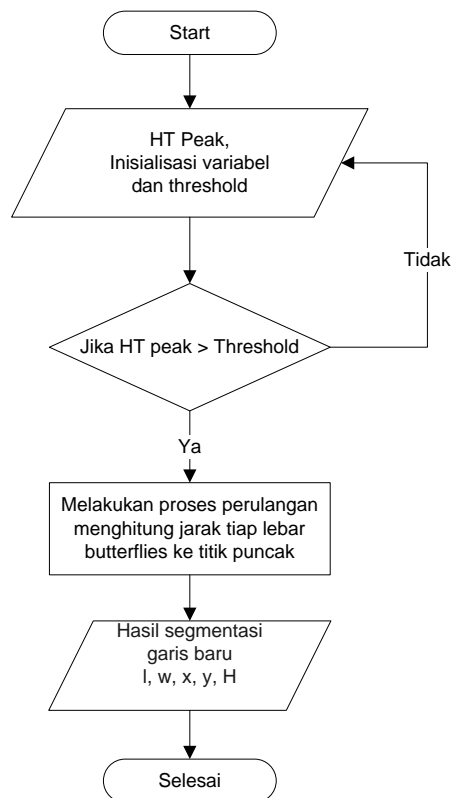 Start
HT Peak,
Inisialisasi variabel
dan threshold
Tidak
Jika HT peak > Threshold
Ya
Melakukan proses perulangan
menghitung jarak tiap lebar
butterflies ke titik puncak
Hasil segmentasi
garis baru
l, w, x, y, H
Selesai